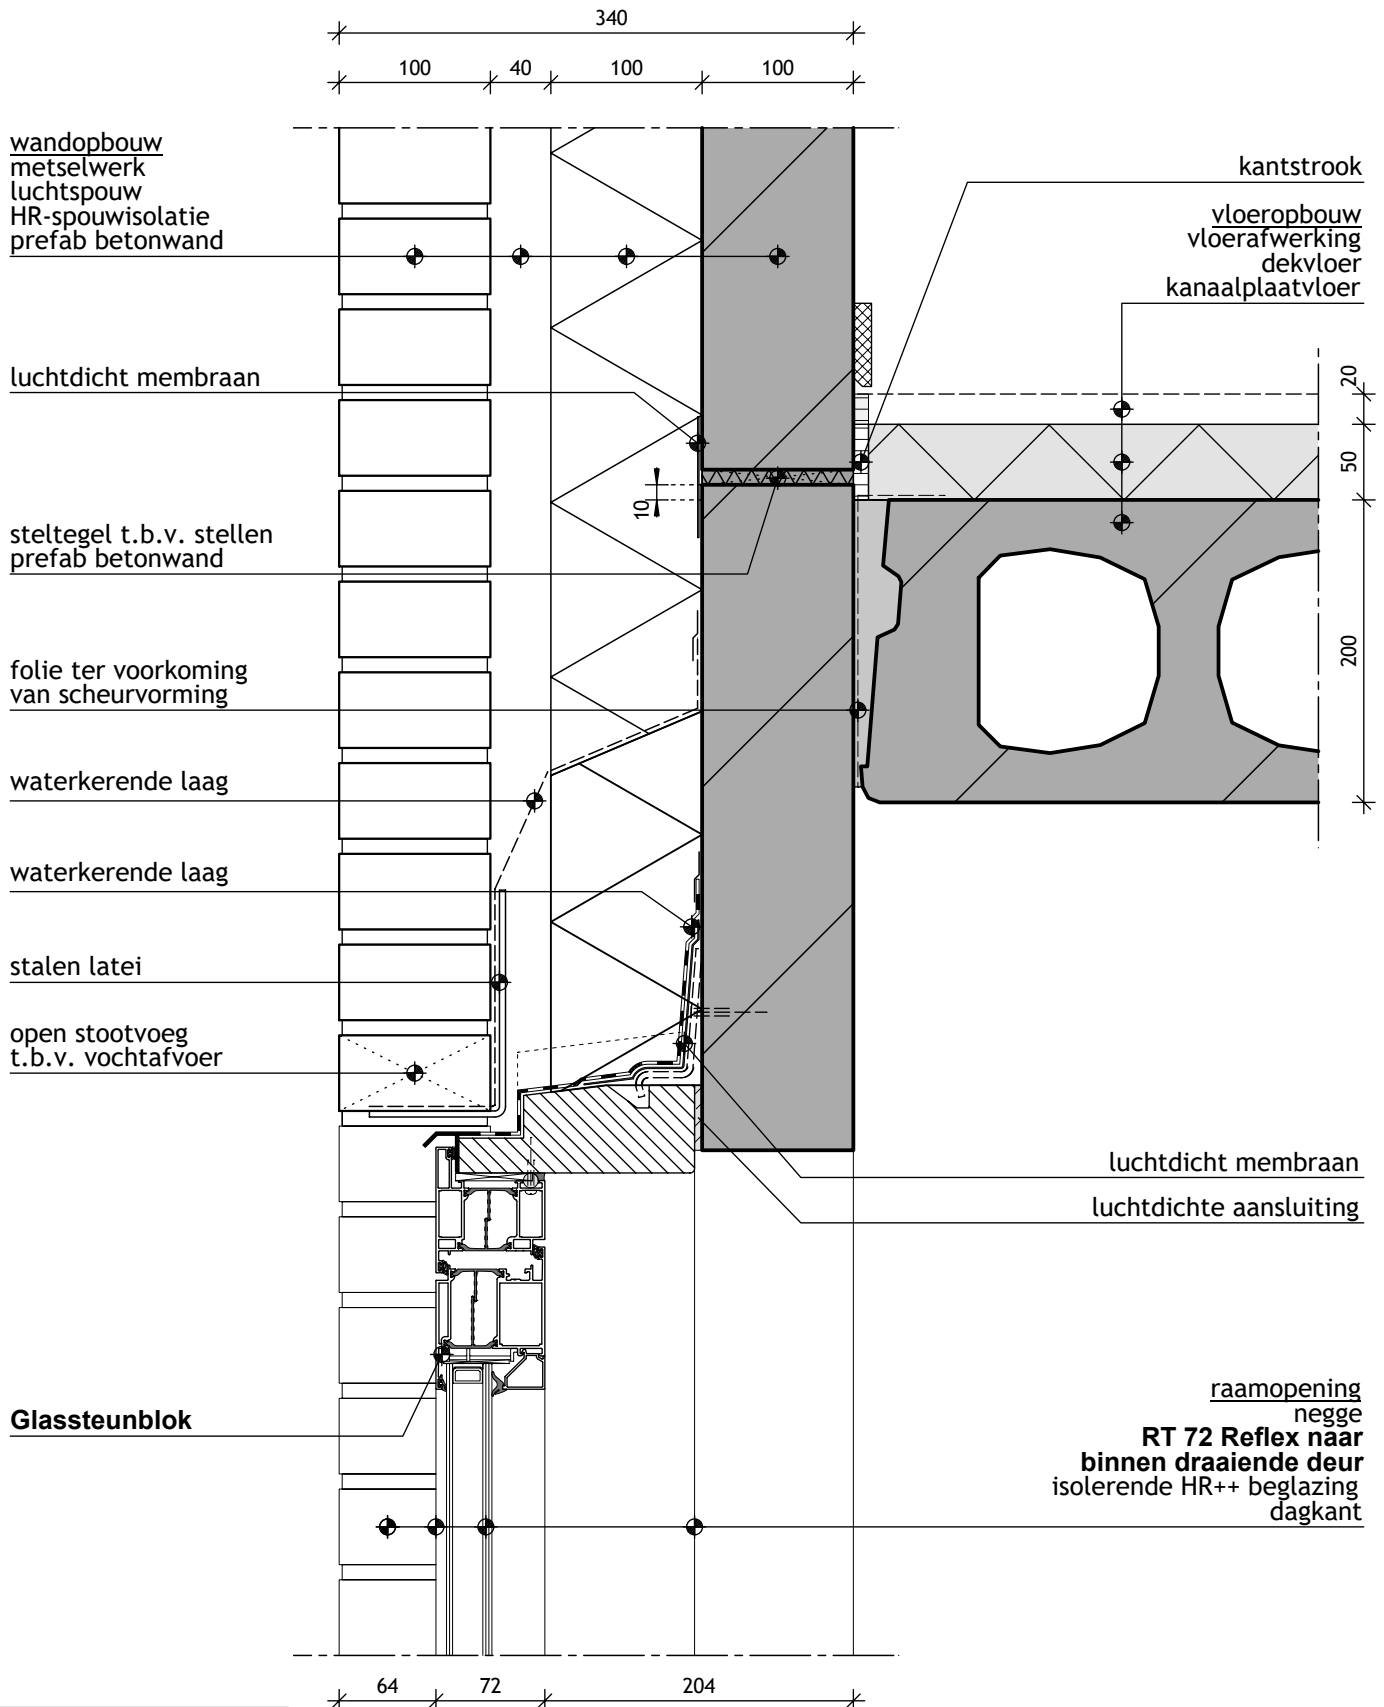 340
100
40
100
100
wandopbouw
metselwerk
luchtspouw
HR-spouwisolatie
prefab betonwand
kantstrook
vloeropbouw
vloerafwerking
dekvloer
kanaalplaatvloer
luchtdicht membraan
20
50
10
steltegel t.b.v. stellen
prefab betonwand
200
folie ter voorkoming
van scheurvorming
waterkerende laag
waterkerende laag
stalen latei
open stootvoeg
t.b.v. vochtafvoer
luchtdicht membraan
luchtdichte aansluiting
Glassteunblok
raamopening
negge
RT 72 Reflex naar
binnen draaiende deur
isolerende HR++ beglazing
dagkant
64
72
204